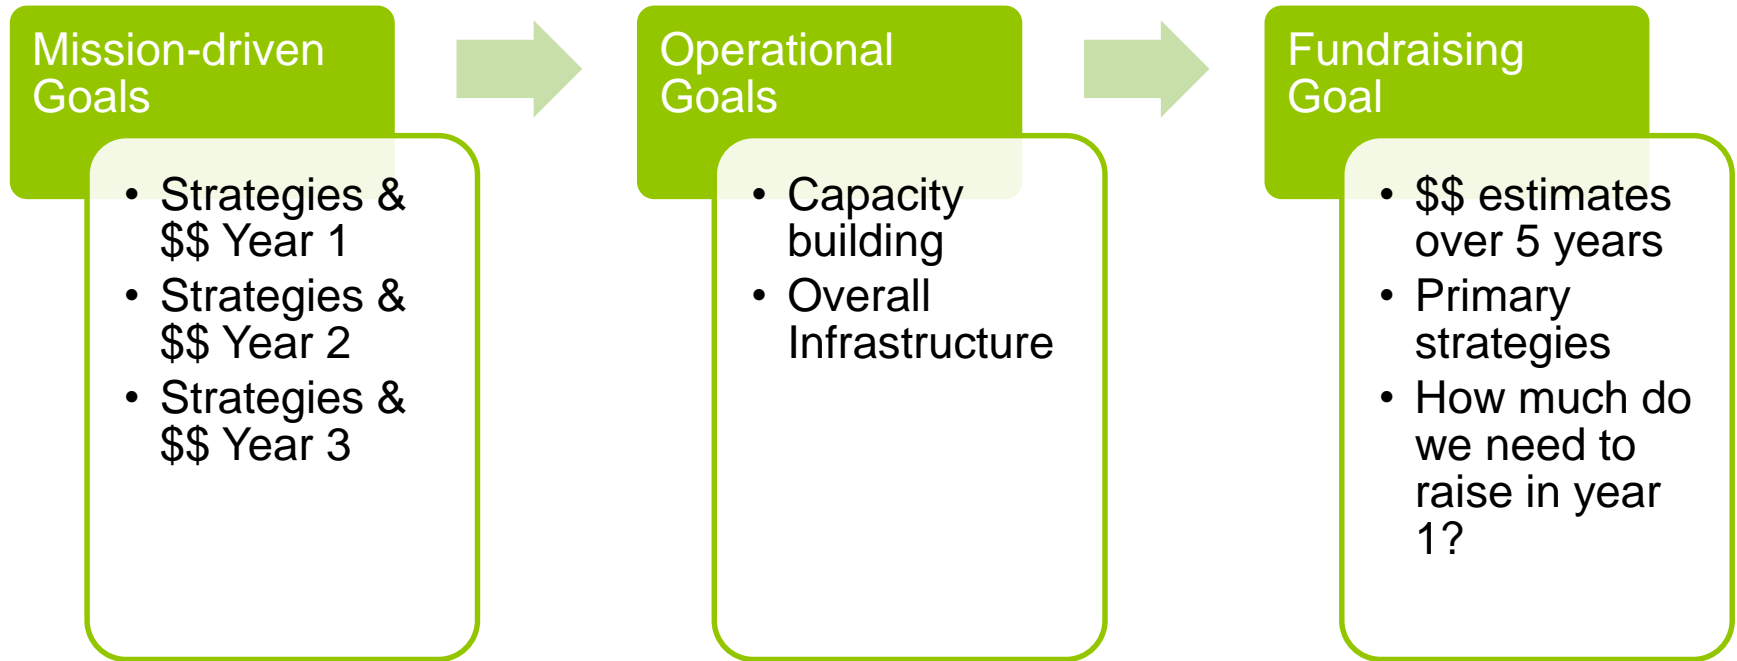 Mission-driven
Goals
• Strategies &
$$ Year 1
• Strategies &
$$ Year 2
• Strategies &
$$ Year 3
Operational
Goals
• Capacity
building
• Overall
Infrastructure
Fundraising
Goal
• $$ estimates
over 5 years
• Primary
strategies
• How much do
we need to
raise in year
1?